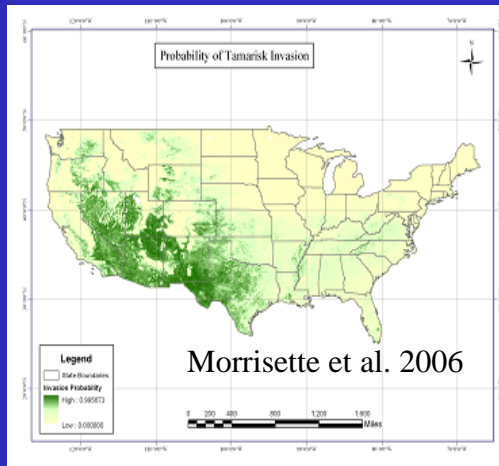 Probability of Tamarisk Invasion
N
Morrisette et al. 2006
Legend
State Boundaries
Invasion Probability
High : 0.995673
Low : 0.000000
0 200 400 800 1,200 1,600
Miles